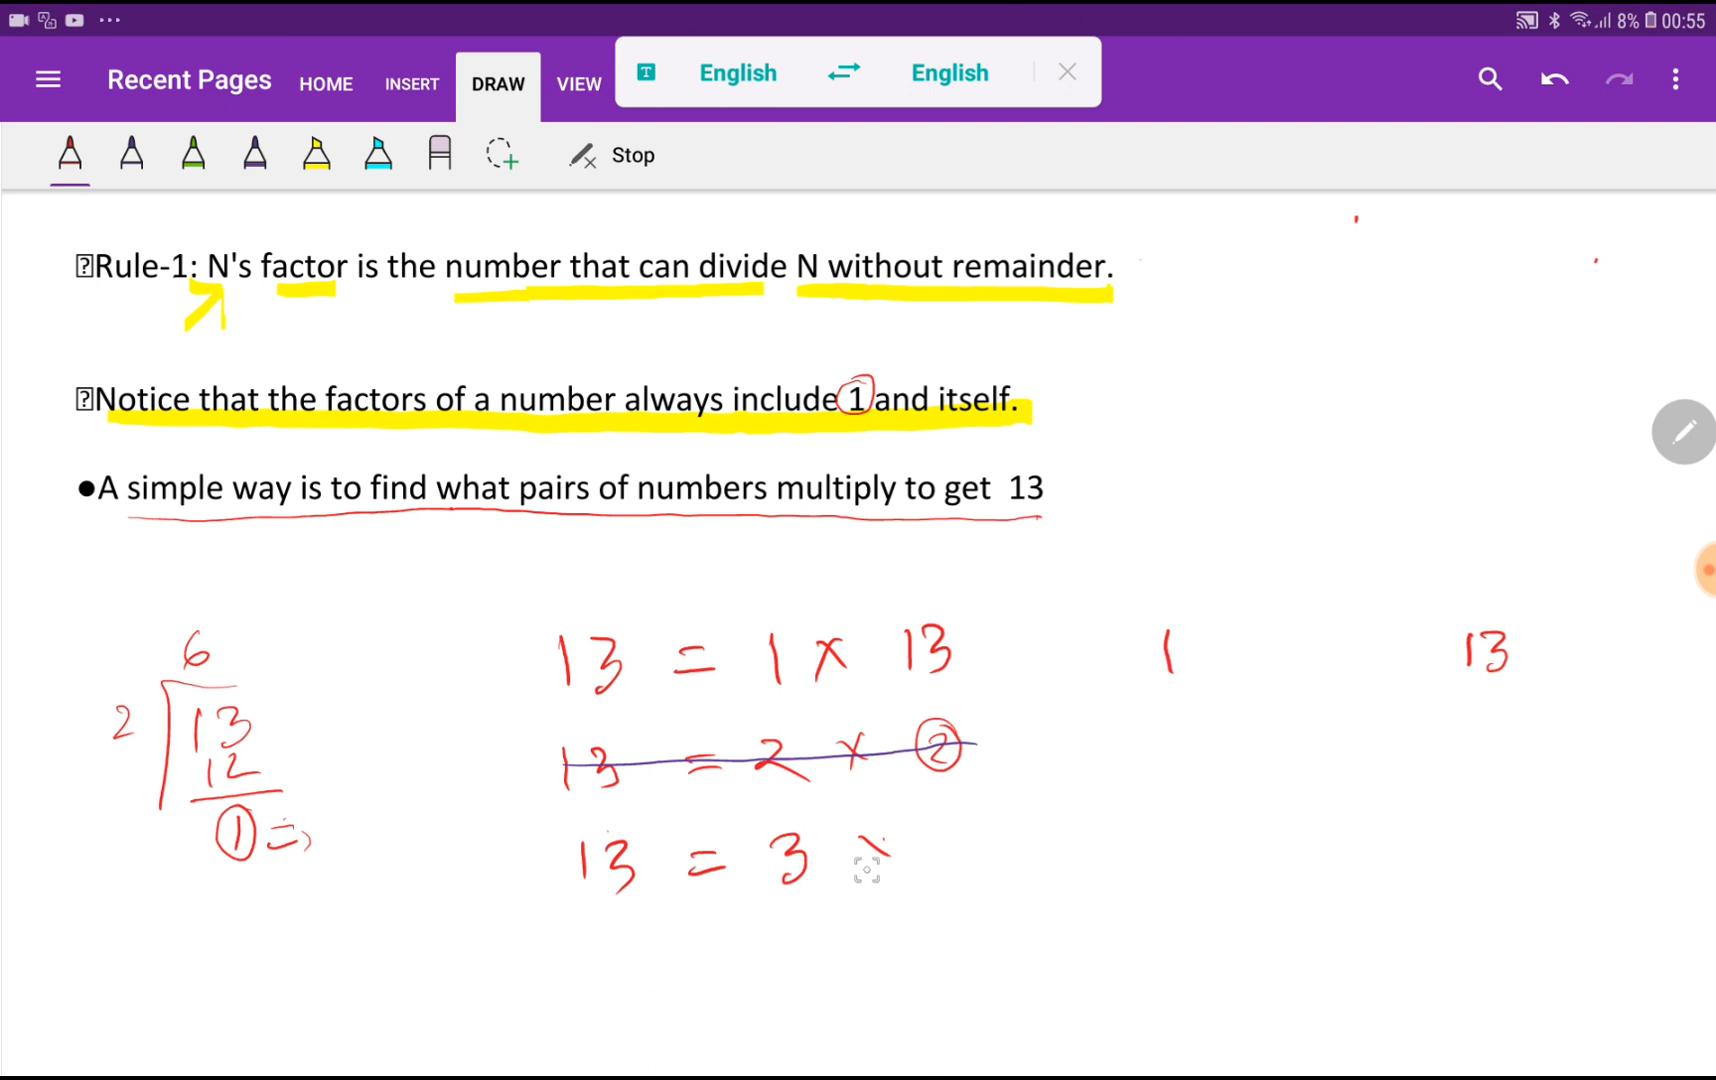 8% 00:55
Recent Pages HOME INSERT DRAW VIEW English English
Stop
Rule-1: N's factor is the number that can divide N without remainder.
Notice that the factors of a number always include 1 and itself.
●A simple way is to find what pairs of numbers multiply to get 13
6
2 13
12
1 =>
13 = 1 × 13 1 13
13 = 2 × 2
13 = 3